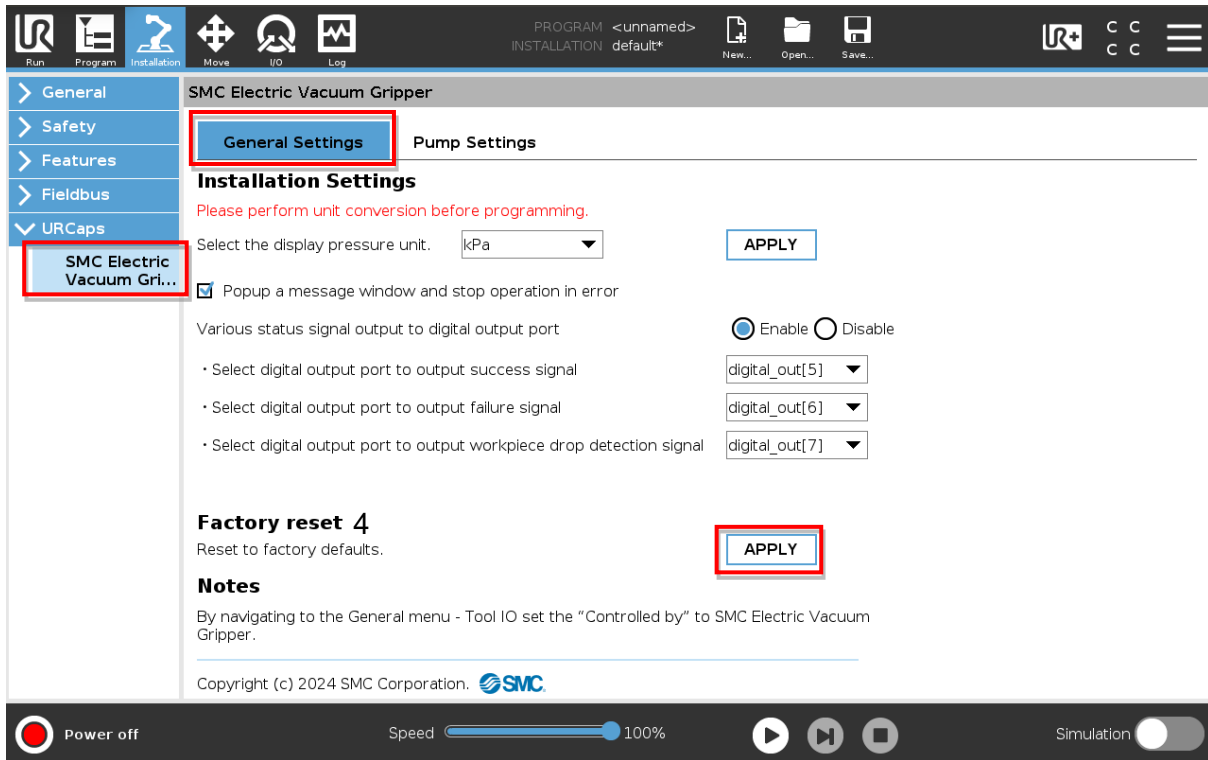 PROGRAM <unnamed>
INSTALLATION default*
Run Program Installation Move I/O Log New... Open... Save...
UR+
C C
C C
General
Safety
Features
Fieldbus
URCaps
SMC Electric
Vacuum Gri...
SMC Electric Vacuum Gripper
General Settings Pump Settings
Installation Settings
Please perform unit conversion before programming.
Select the display pressure unit. kPa APPLY
Popup a message window and stop operation in error
Various status signal output to digital output port Enable Disable
・Select digital output port to output success signal digital_out[5]
・Select digital output port to output failure signal digital_out[6]
・Select digital output port to output workpiece drop detection signal digital_out[7]
Factory reset 4
Reset to factory defaults. APPLY
Notes
By navigating to the General menu - Tool IO set the "Controlled by" to SMC Electric Vacuum
Gripper.
Copyright (c) 2024 SMC Corporation. SMC.
Power off Speed 100% Simulation